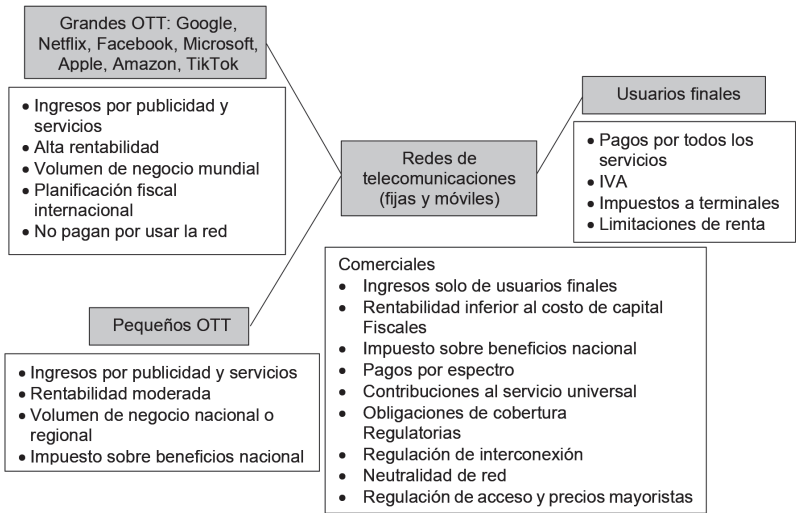 Grandes OTT: Google,
Netflix, Facebook, Microsoft,
Apple, Amazon, TikTok
• Ingresos por publicidad y
servicios
• Alta rentabilidad
• Volumen de negocio mundial
• Planificación fiscal
internacional
• No pagan por usar la red
Pequeños OTT
• Ingresos por publicidad y servicios
• Rentabilidad moderada
• Volumen de negocio nacional o
regional
• Impuesto sobre beneficios nacional
Redes de
telecomunicaciones
(fijas y móviles)
Comerciales
• Ingresos solo de usuarios finales
• Rentabilidad inferior al costo de capital
Fiscales
• Impuesto sobre beneficios nacional
• Pagos por espectro
• Contribuciones al servicio universal
• Obligaciones de cobertura
Regulatorias
• Regulación de interconexión
• Neutralidad de red
• Regulación de acceso y precios mayoristas
Usuarios finales
• Pagos por todos los
servicios
• IVA
• Impuestos a terminales
• Limitaciones de renta